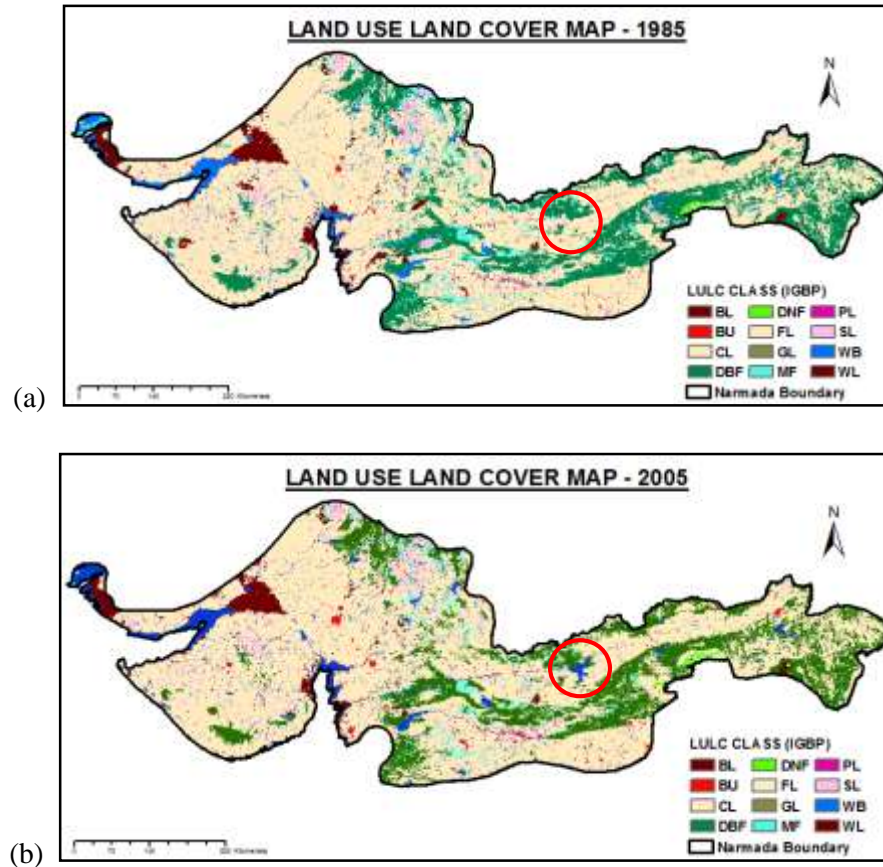 LAND USE LAND COVER MAP - 1985
N
LULC CLASS (IGBP)
BL DNF PL
BU FL SL
CL GL WB
DBF MF WL
Narmada Boundary
(a)
LAND USE LAND COVER MAP - 2005
N
LULC CLASS (IGBP)
BL DNF PL
BU FL SL
CL GL WB
DBF MF WL
Narmada Boundary
(b)